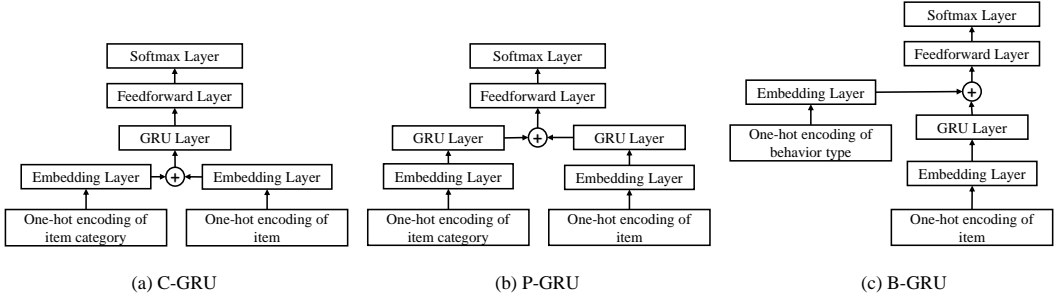 Softmax Layer
Feedforward Layer
GRU Layer
Embedding Layer
+
Embedding Layer
One-hot encoding of
item category
One-hot encoding of
item
(a) C-GRU
Softmax Layer
Feedforward Layer
GRU Layer
+
GRU Layer
Embedding Layer
Embedding Layer
One-hot encoding of
item category
One-hot encoding of
item
(b) P-GRU
Softmax Layer
Feedforward Layer
Embedding Layer
+
One-hot encoding of
behavior type
GRU Layer
Embedding Layer
One-hot encoding of
item
(c) B-GRU